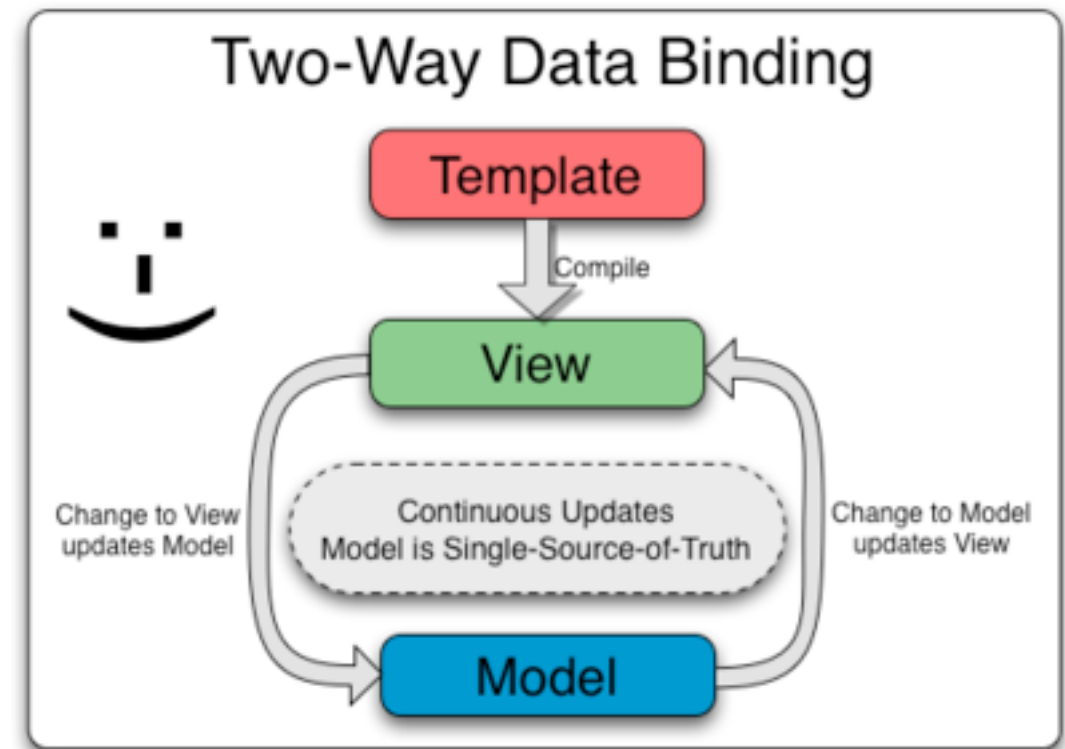 Two-Way Data Binding
Template
Compile
View
Change to View
updates Model
Continuous Updates
Model is Single-Source-of-Truth
Change to Model
updates View
Model